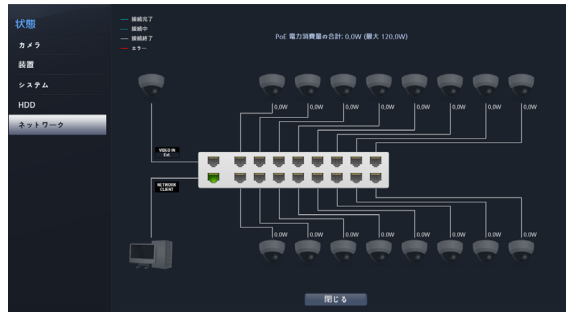 状態
カメラ
装置
システム
HDD
ネットワーク
接続完了
接続中
接続終了
エラー
PoE 電力消費量の合計: 0.0W (最大 120.0W)
0.0W 0.0W 0.0W 0.0W 0.0W 0.0W 0.0W 0.0W
VIDEO IN
Ext.
NETWORK
CLIENT
0.0W 0.0W 0.0W 0.0W 0.0W 0.0W 0.0W 0.0W
閉じる